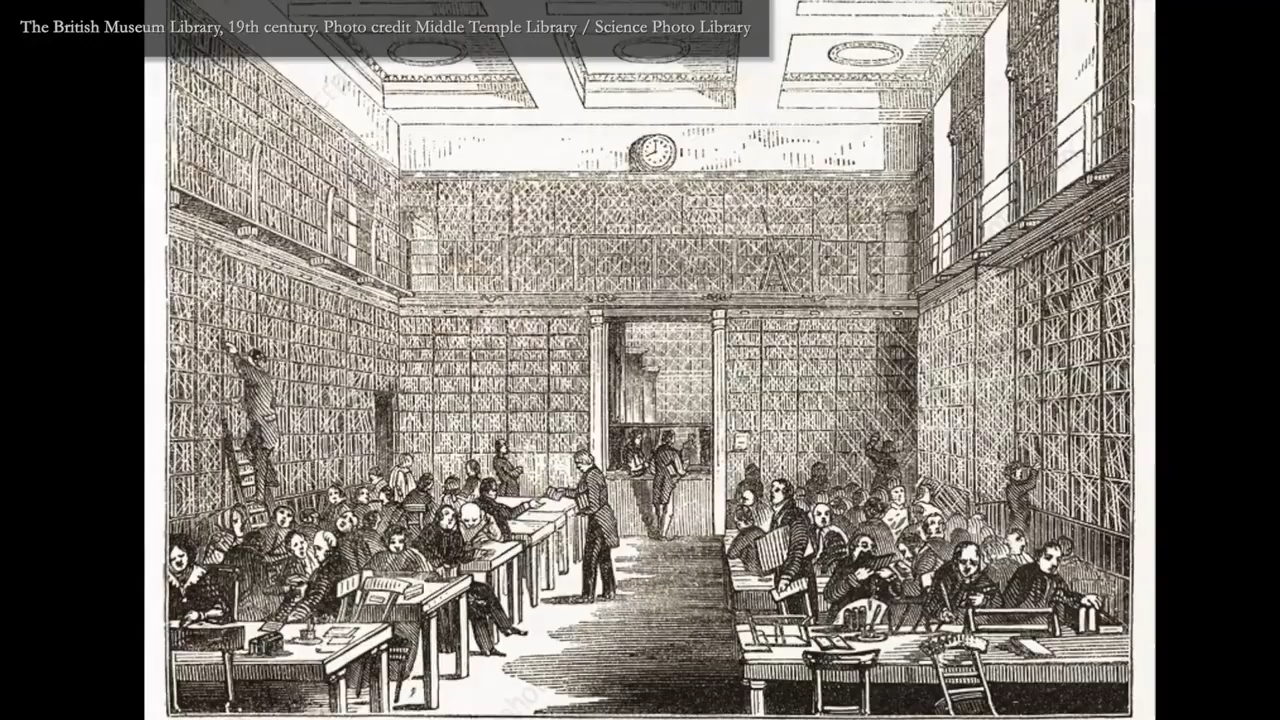 The British Museum Library, 19th century. Photo credit Middle Temple Library / Science Photo Library